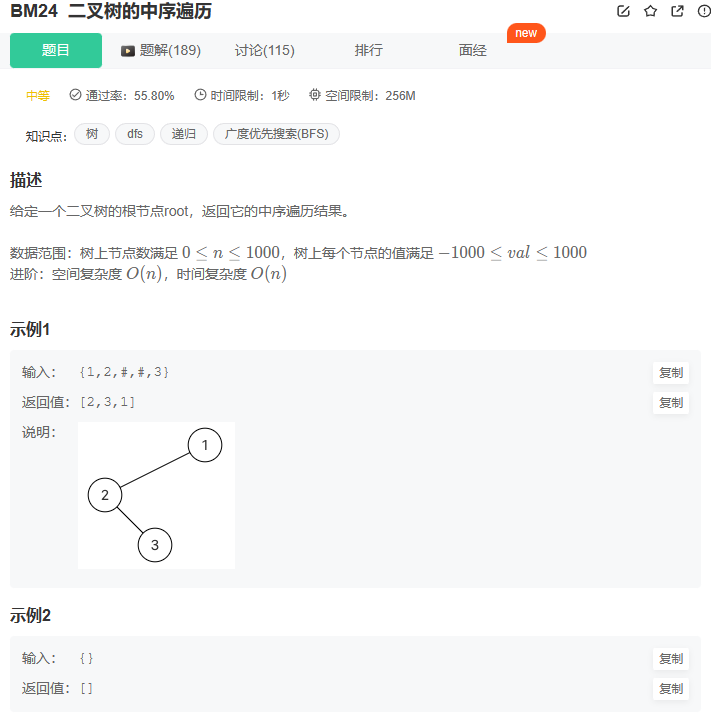 BM24 二叉树的中序遍历
new
题目 题解(189) 讨论(115) 排行 面经
中等 通过率：55.80% 时间限制：1秒 空间限制：256M
知识点： 树 dfs 递归 广度优先搜索(BFS)
描述
给定一个二叉树的根节点root，返回它的中序遍历结果。
数据范围：树上节点数满足 0 ≤ n ≤ 1000，树上每个节点的值满足 −1000 ≤ val ≤ 1000
进阶：空间复杂度 O(n)，时间复杂度 O(n)
示例1
输入： {1,2,#,#,3} 复制
返回值：[2,3,1] 复制
说明：
1
2
3
示例2
输入： {} 复制
返回值：[] 复制